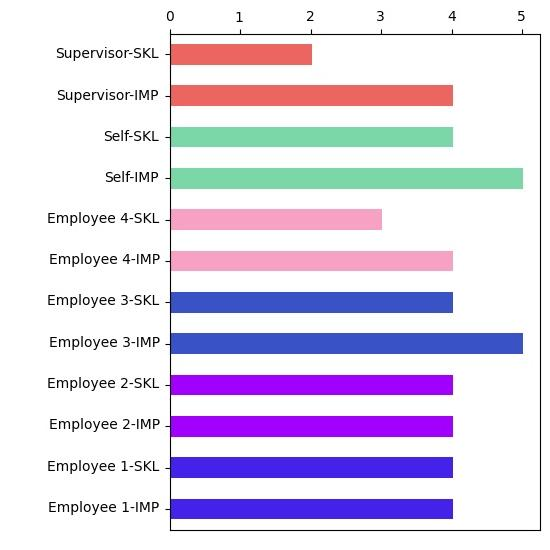 0 1 2 3 4 5
Supervisor-SKL
Supervisor-IMP
Self-SKL
Self-IMP
Employee 4-SKL
Employee 4-IMP
Employee 3-SKL
Employee 3-IMP
Employee 2-SKL
Employee 2-IMP
Employee 1-SKL
Employee 1-IMP